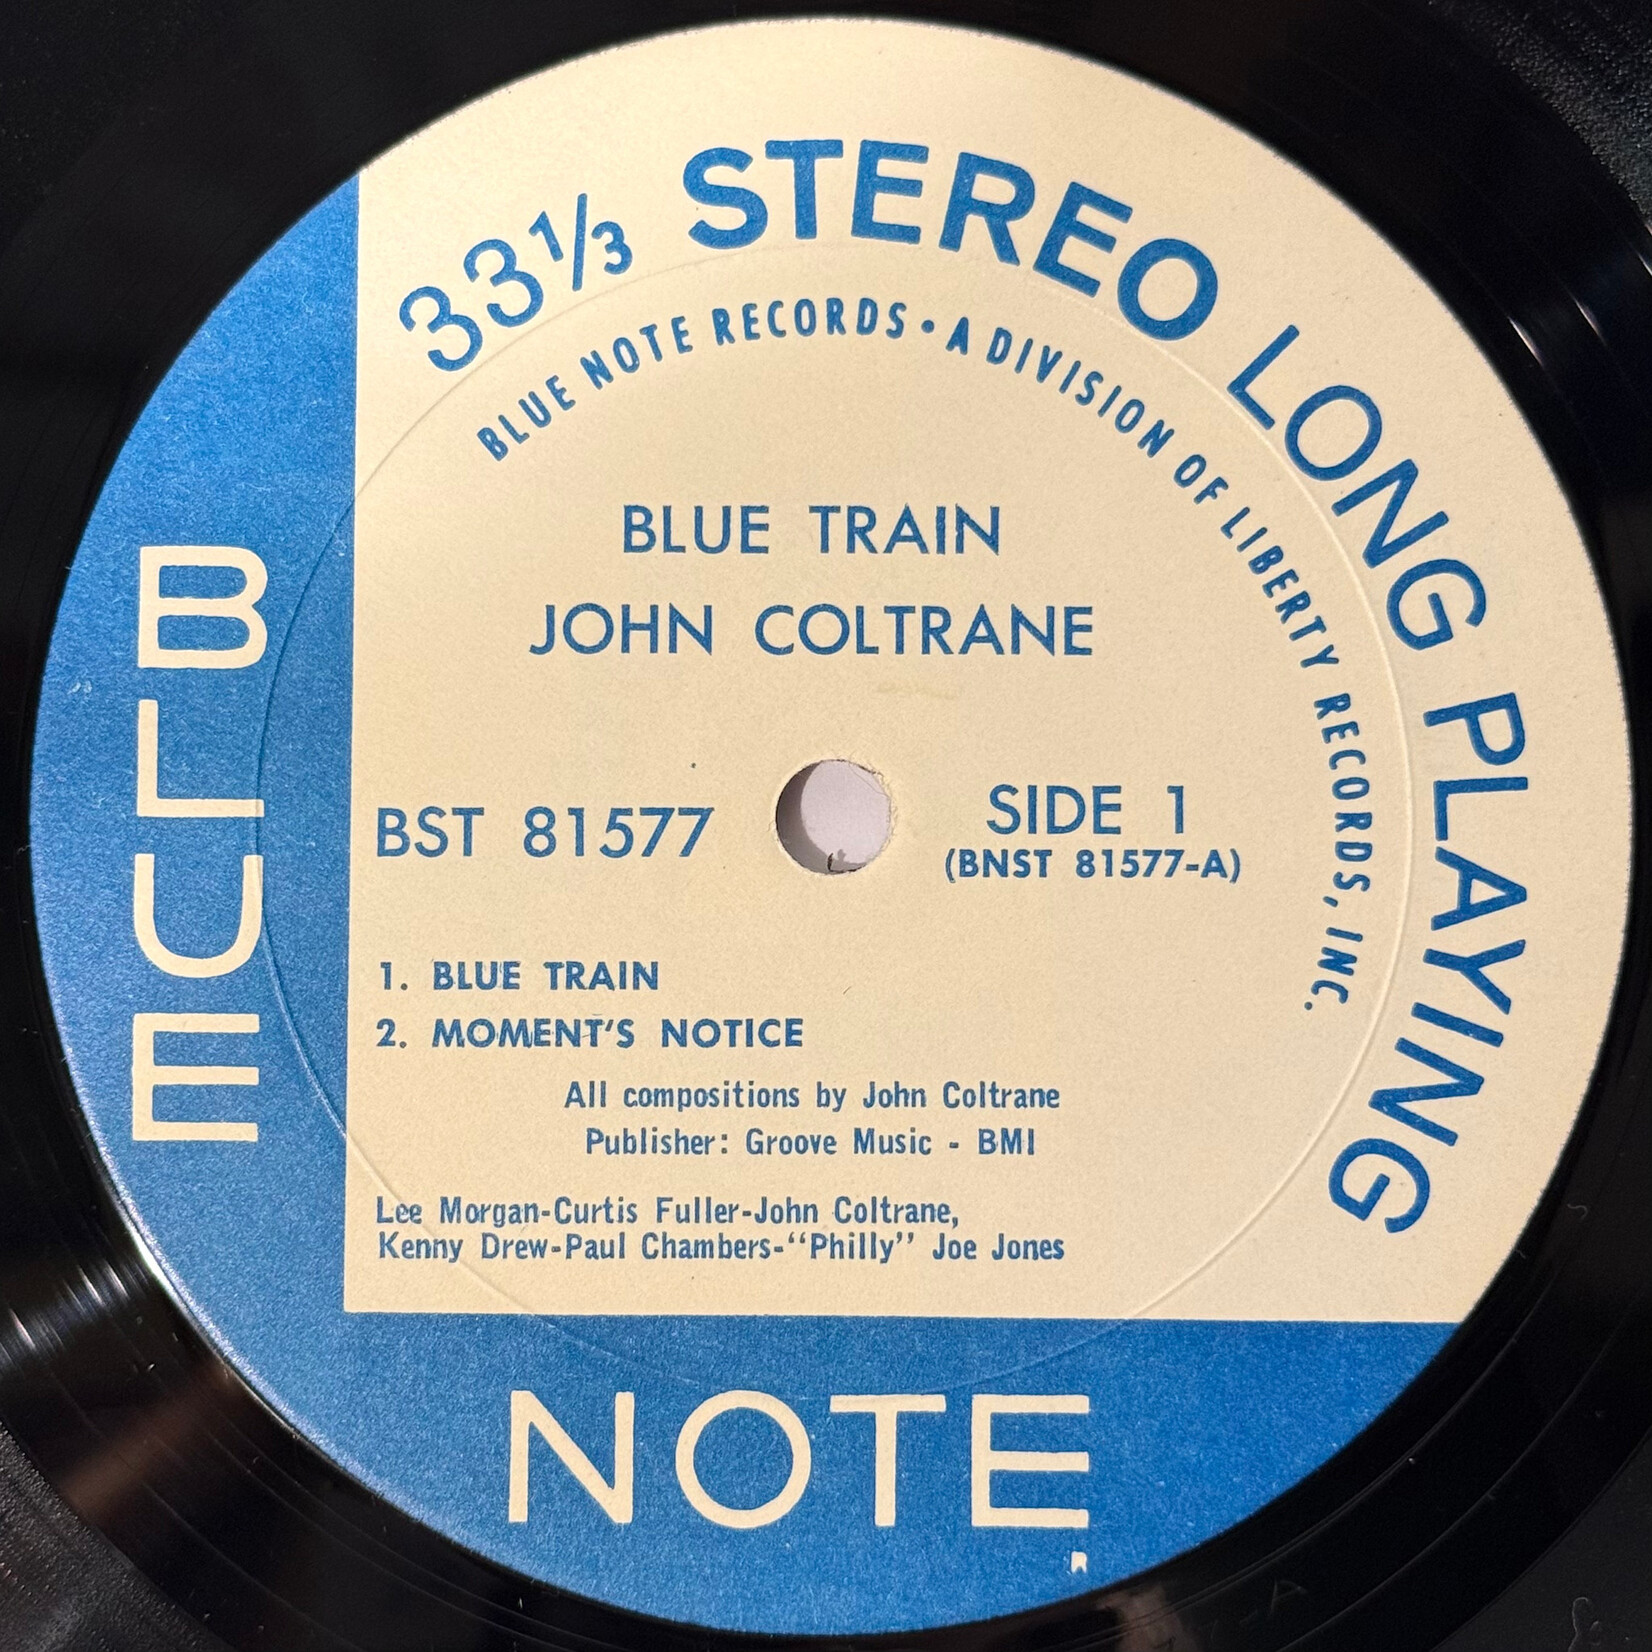 33⅓ STEREO LONG PLAYING
BLUE NOTE RECORDS • A DIVISION OF LIBERTY RECORDS, INC.
BLUE TRAIN
JOHN COLTRANE
BST 81577
SIDE 1
(BNST 81577-A)
1. BLUE TRAIN
2. MOMENT'S NOTICE
All compositions by John Coltrane
Publisher: Groove Music - BMI
Lee Morgan-Curtis Fuller-John Coltrane,
Kenny Drew-Paul Chambers-“Philly” Joe Jones
BLUE
NOTE
R